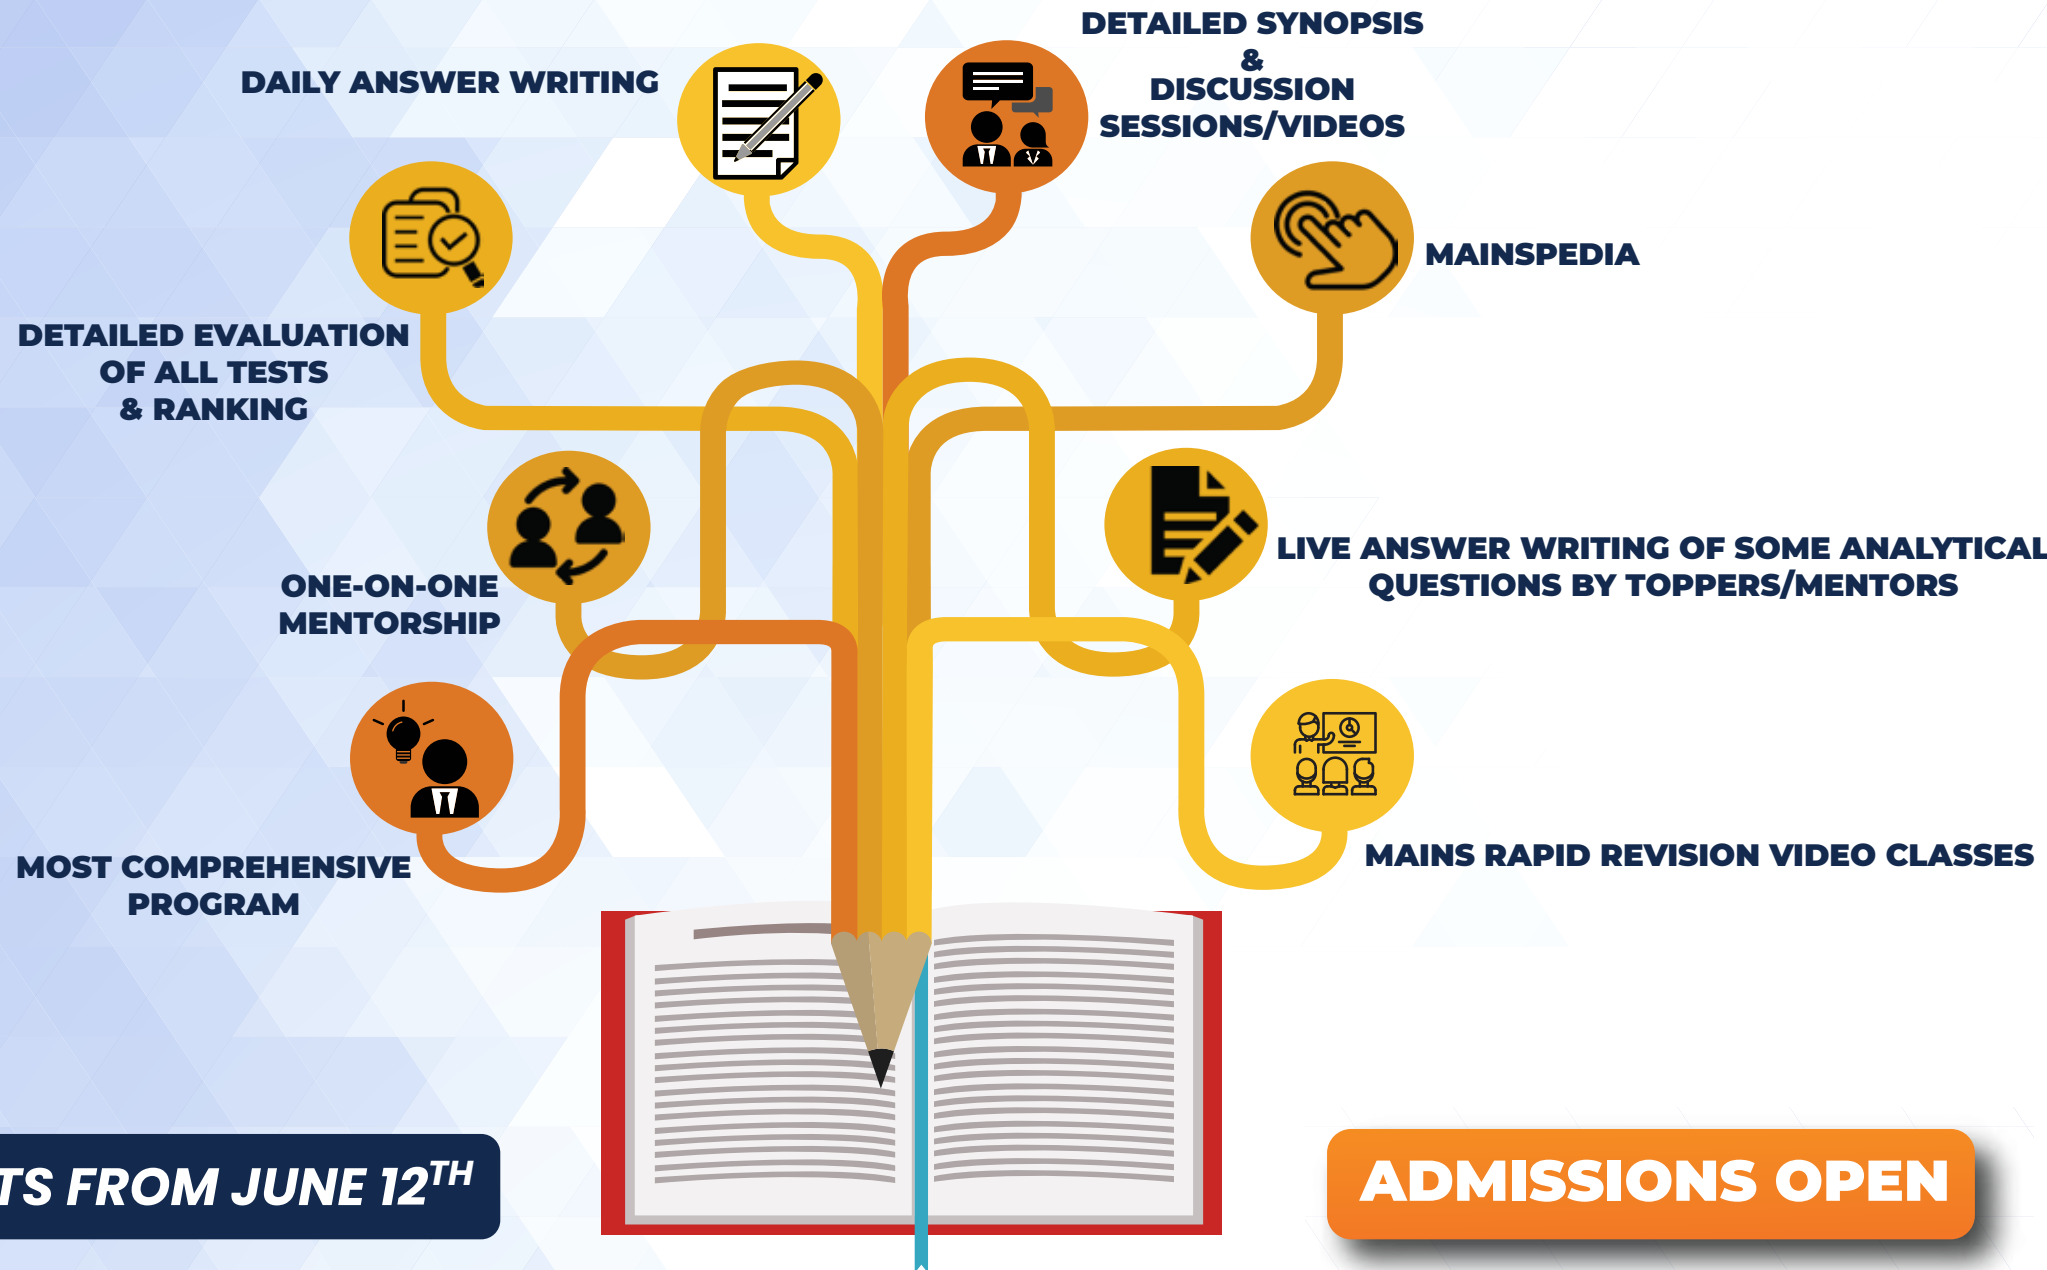 DETAILED SYNOPSIS
&
DISCUSSION
SESSIONS/VIDEOS
DAILY ANSWER WRITING
MAINSPEDIA
DETAILED EVALUATION
OF ALL TESTS
& RANKING
LIVE ANSWER WRITING OF SOME ANALYTICAL
QUESTIONS BY TOPPERS/MENTORS
ONE-ON-ONE
MENTORSHIP
MAINS RAPID REVISION VIDEO CLASSES
MOST COMPREHENSIVE
PROGRAM
TS FROM JUNE 12TH
ADMISSIONS OPEN